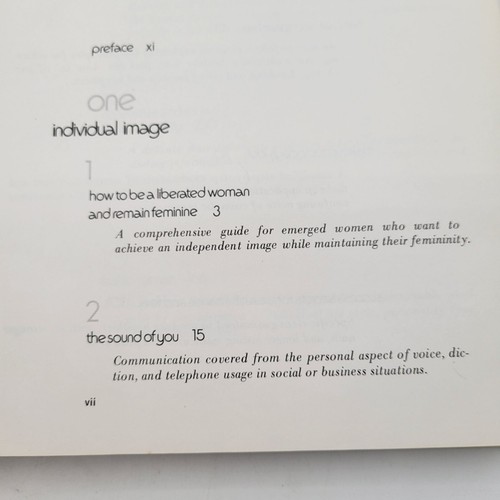 preface xi
one
individual image
1
how to be a liberated woman
and remain feminine 3
A comprehensive guide for emerged women who want to
achieve an independent image while maintaining their femininity.
2
the sound of you 15
Communication covered from the personal aspect of voice, dic-
tion, and telephone usage in social or business situations.
vii